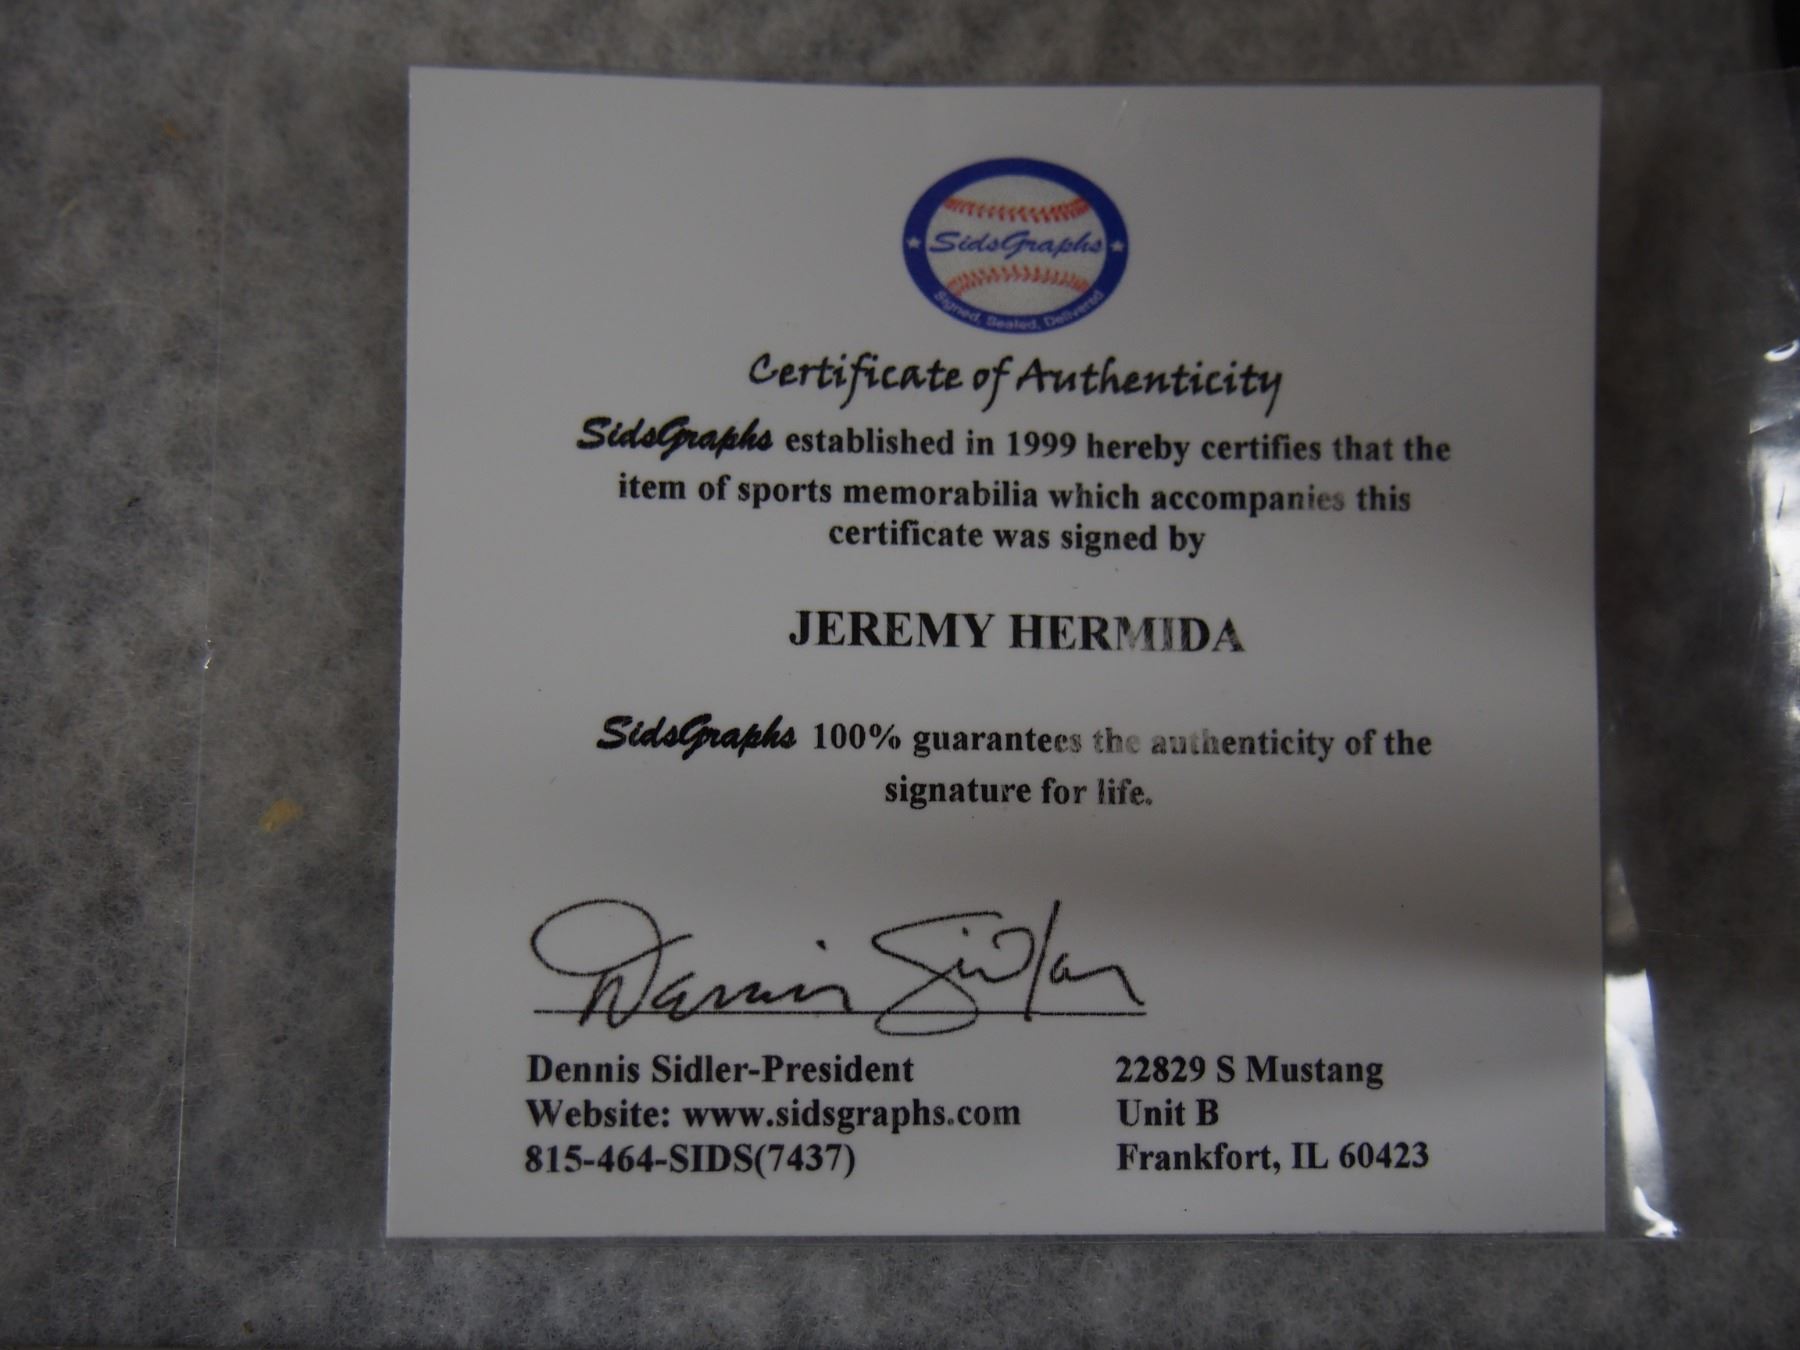 SidsGraphs
Signed, Sealed, Delivered
Certificate of Authenticity
SidsGraphs established in 1999 hereby certifies that the
item of sports memorabilia which accompanies this
certificate was signed by
JEREMY HERMIDA
SidsGraphs 100% guarantees the authenticity of the
signature for life.
Dennis Sidler
Dennis Sidler-President
Website: www.sidsgraphs.com
815-464-SIDS(7437)
22829 S Mustang
Unit B
Frankfort, IL 60423